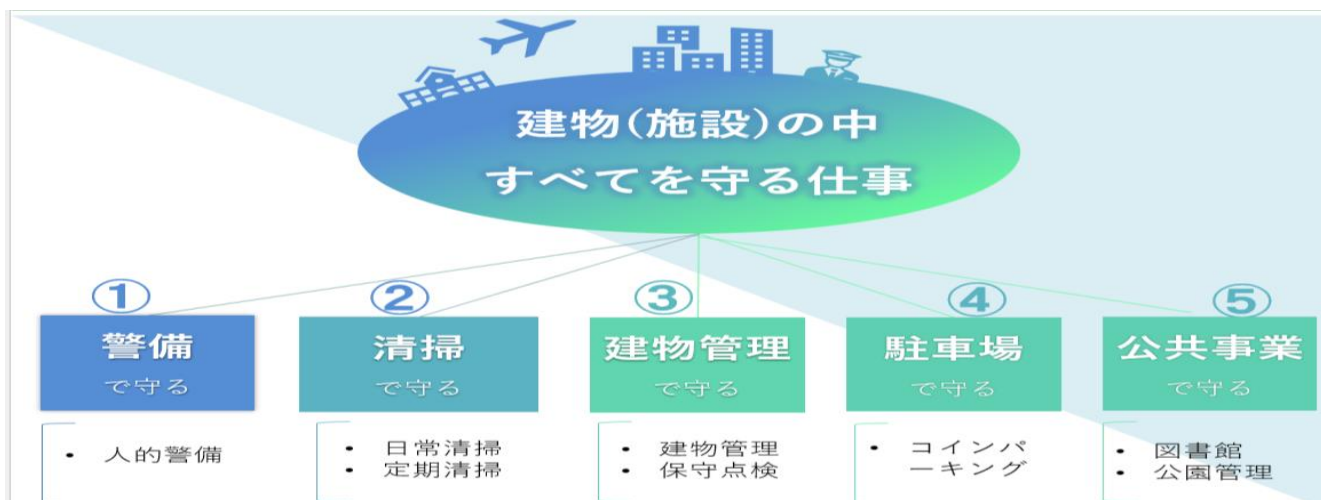 建物(施設)の中
すべてを守る仕事
①
警備
で守る
• 人的警備
②
清掃
で守る
• 日常清掃
• 定期清掃
③
建物管理
で守る
• 建物管理
• 保守点検
④
駐車場
で守る
• コインパ
ーキング
⑤
公共事業
で守る
• 図書館
• 公園管理